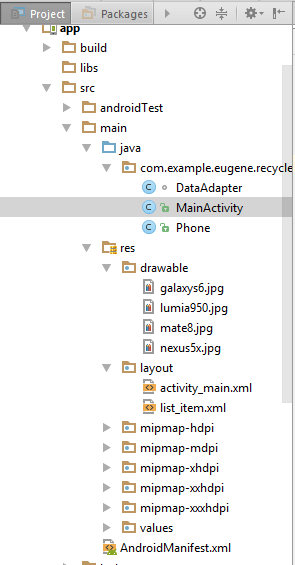 Project Packages
app
build
libs
src
androidTest
main
java
com.example.eugene.recycle
DataAdapter
MainActivity
Phone
res
drawable
galaxys6.jpg
lumia950.jpg
mate8.jpg
nexus5x.jpg
layout
activity_main.xml
list_item.xml
mipmap-hdpi
mipmap-mdpi
mipmap-xhdpi
mipmap-xxhdpi
mipmap-xxxhdpi
values
AndroidManifest.xml